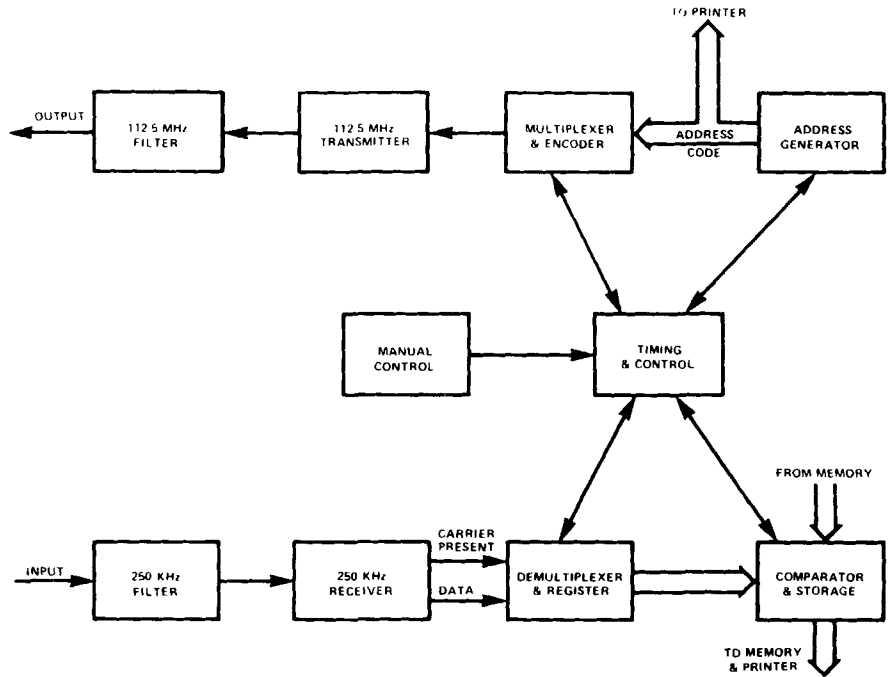 TO PRINTER
OUTPUT
112.5 MHz
FILTER
112.5 MHz
TRANSMITTER
MULTIPLEXER
& ENCODER
ADDRESS
CODE
ADDRESS
GENERATOR
MANUAL
CONTROL
TIMING
& CONTROL
FROM MEMORY
INPUT
250 KHz
FILTER
250 KHz
RECEIVER
CARRIER
PRESENT
DATA
DEMULTIPLEXER
& REGISTER
COMPARATOR
& STORAGE
TO MEMORY
& PRINTER